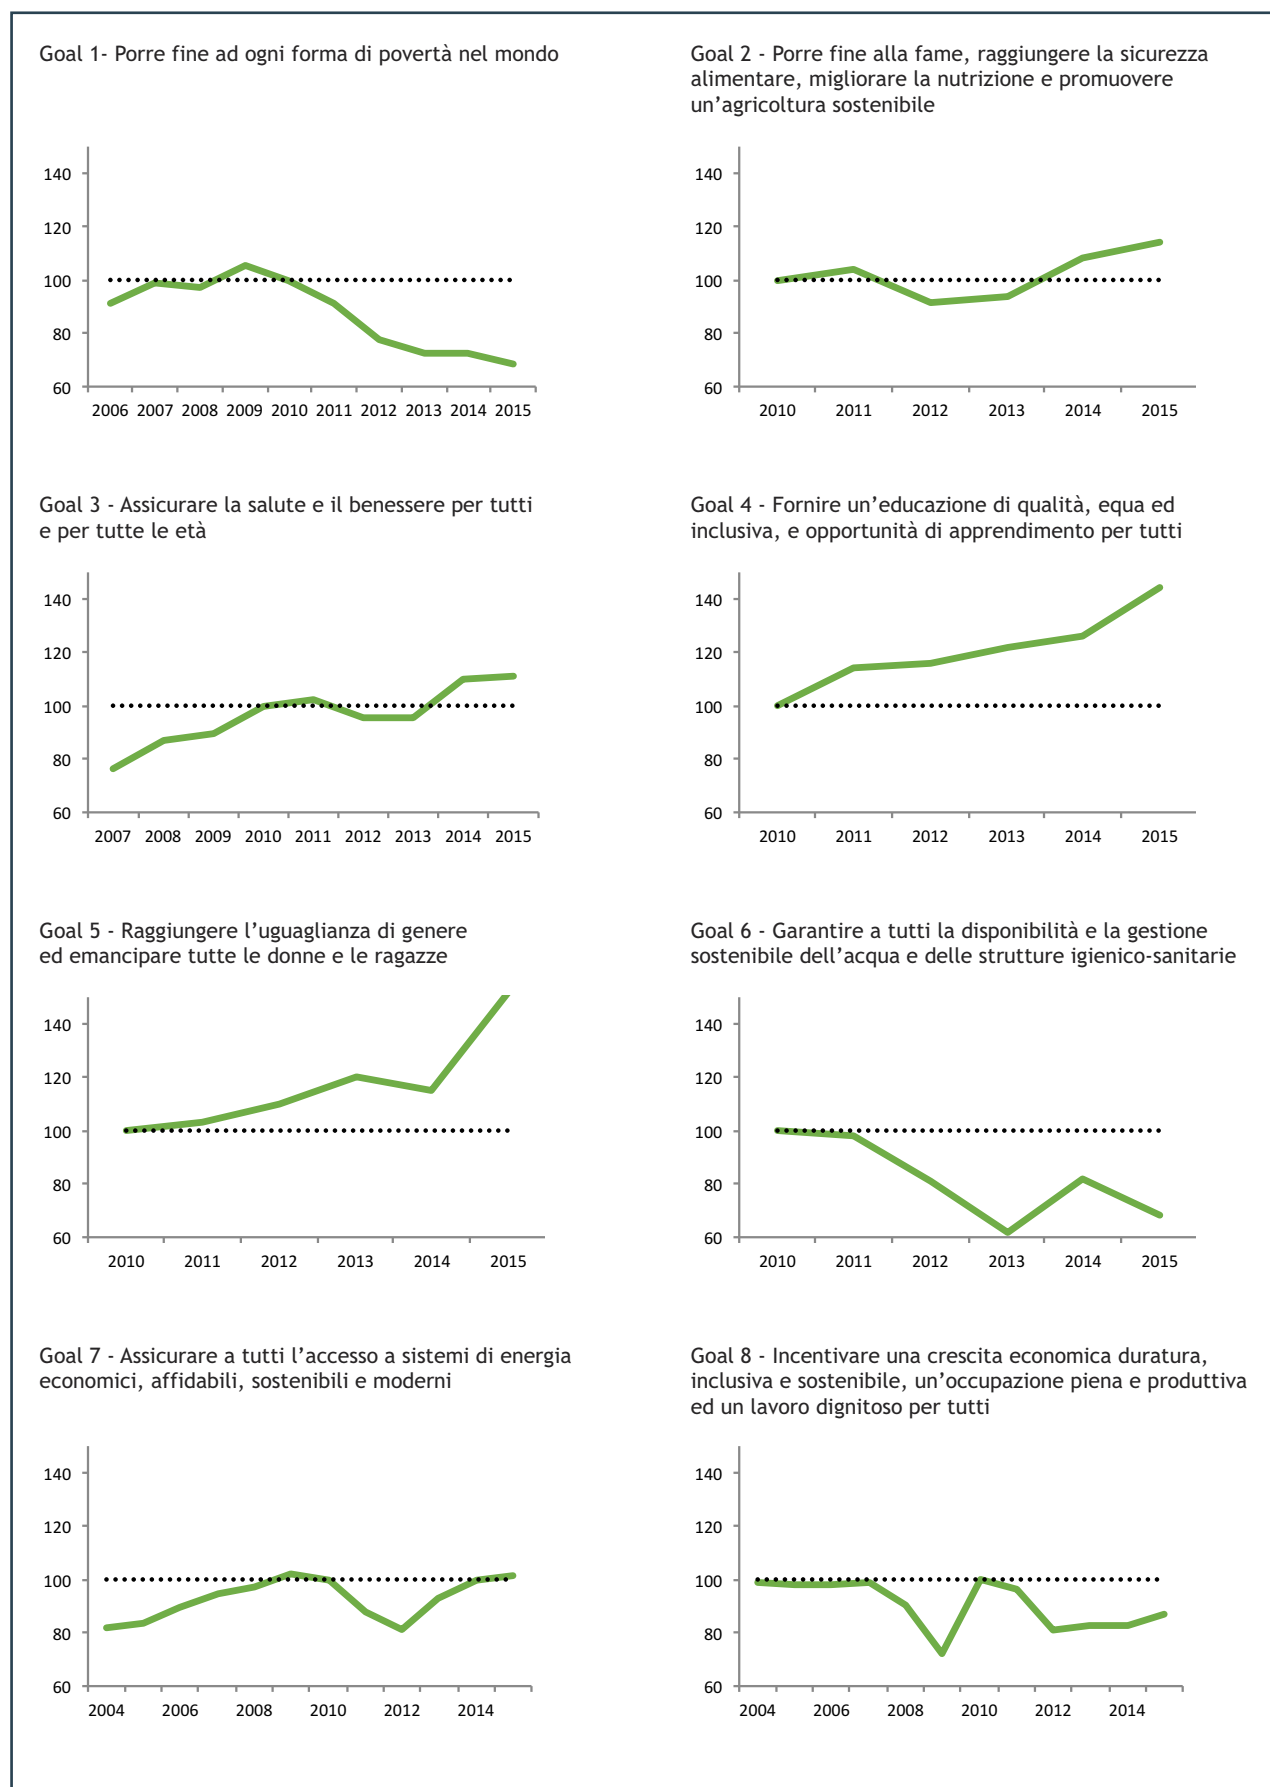 Goal 1- Porre fine ad ogni forma di povertà nel mondo
140
120
100
80
60
2006 2007 2008 2009 2010 2011 2012 2013 2014 2015
Goal 2 - Porre fine alla fame, raggiungere la sicurezza
alimentare, migliorare la nutrizione e promuovere
un’agricoltura sostenibile
140
120
100
80
60
2010 2011 2012 2013 2014 2015
Goal 3 - Assicurare la salute e il benessere per tutti
e per tutte le età
140
120
100
80
60
2007 2008 2009 2010 2011 2012 2013 2014 2015
Goal 4 - Fornire un’educazione di qualità, equa ed
inclusiva, e opportunità di apprendimento per tutti
140
120
100
80
60
2010 2011 2012 2013 2014 2015
Goal 5 - Raggiungere l’uguaglianza di genere
ed emancipare tutte le donne e le ragazze
140
120
100
80
60
2010 2011 2012 2013 2014 2015
Goal 6 - Garantire a tutti la disponibilità e la gestione
sostenibile dell’acqua e delle strutture igienico-sanitarie
140
120
100
80
60
2010 2011 2012 2013 2014 2015
Goal 7 - Assicurare a tutti l’accesso a sistemi di energia
economici, affidabili, sostenibili e moderni
140
120
100
80
60
2004 2006 2008 2010 2012 2014
Goal 8 - Incentivare una crescita economica duratura,
inclusiva e sostenibile, un’occupazione piena e produttiva
ed un lavoro dignitoso per tutti
140
120
100
80
60
2004 2006 2008 2010 2012 2014